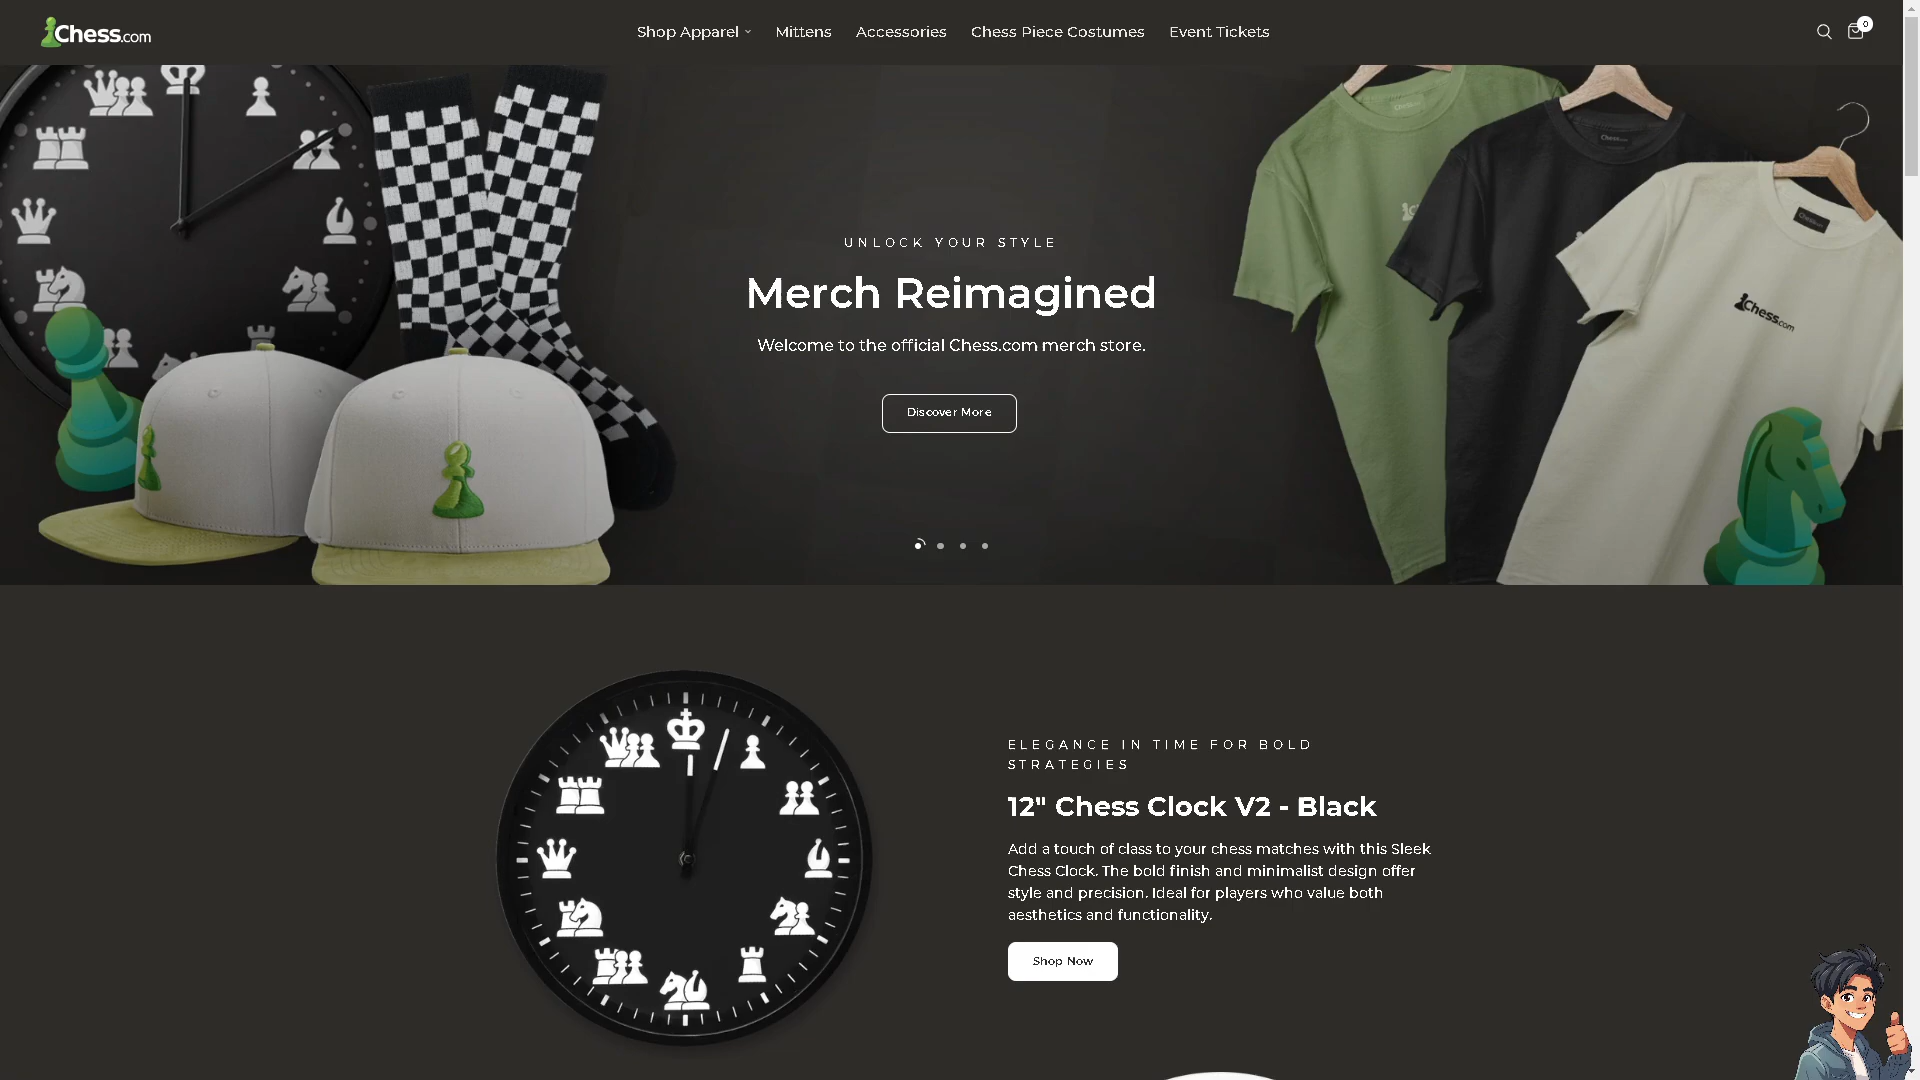 Chess.com
Shop Apparel
Mittens
Accessories
Chess Piece Costumes
Event Tickets
0
UNLOCK YOUR STYLE
Merch Reimagined
Welcome to the official Chess.com merch store.
Discover More
Chess.com
ELEGANCE IN TIME FOR BOLD
STRATEGIES
12" Chess Clock V2 - Black
Add a touch of class to your chess matches with this Sleek
Chess Clock. The bold finish and minimalist design offer
style and precision. Ideal for players who value both
aesthetics and functionality.
Shop Now